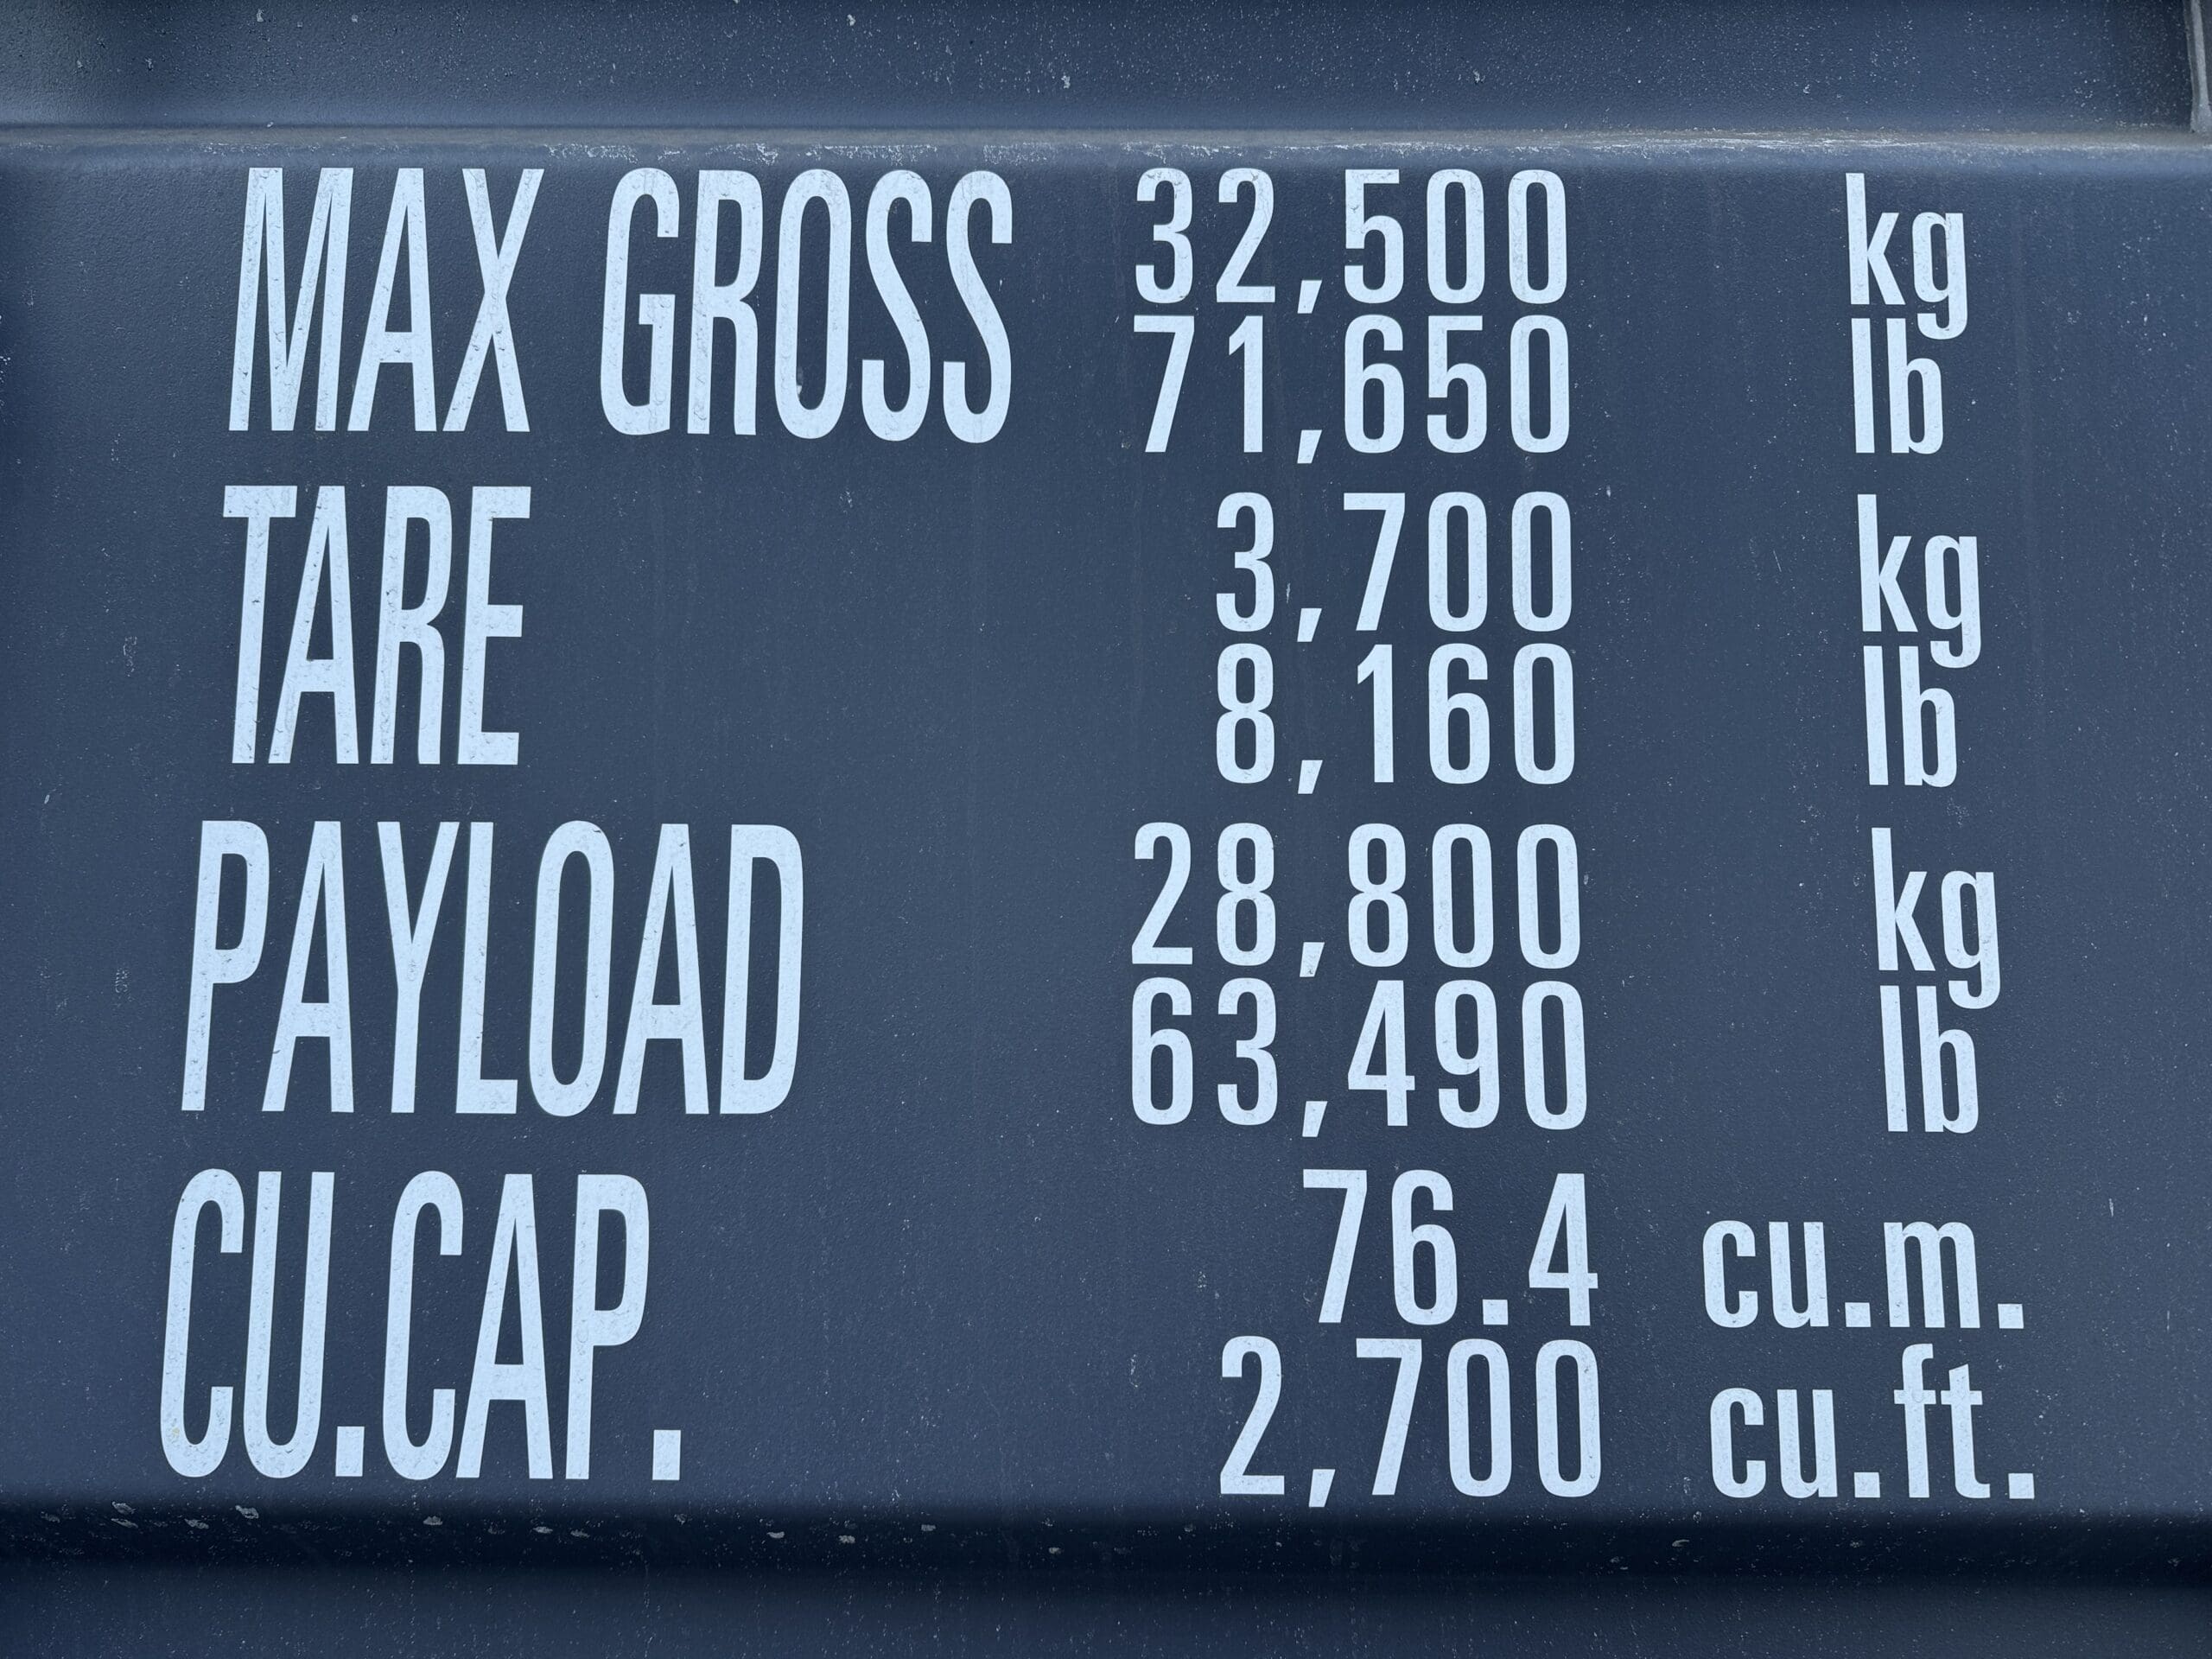 MAX GROSS 32,500 kg
71,650 lb
TARE 3,700 kg
8,160 lb
PAYLOAD 28,800 kg
63,490 lb
CU.CAP. 76.4 cu.m.
2,700 cu.ft.